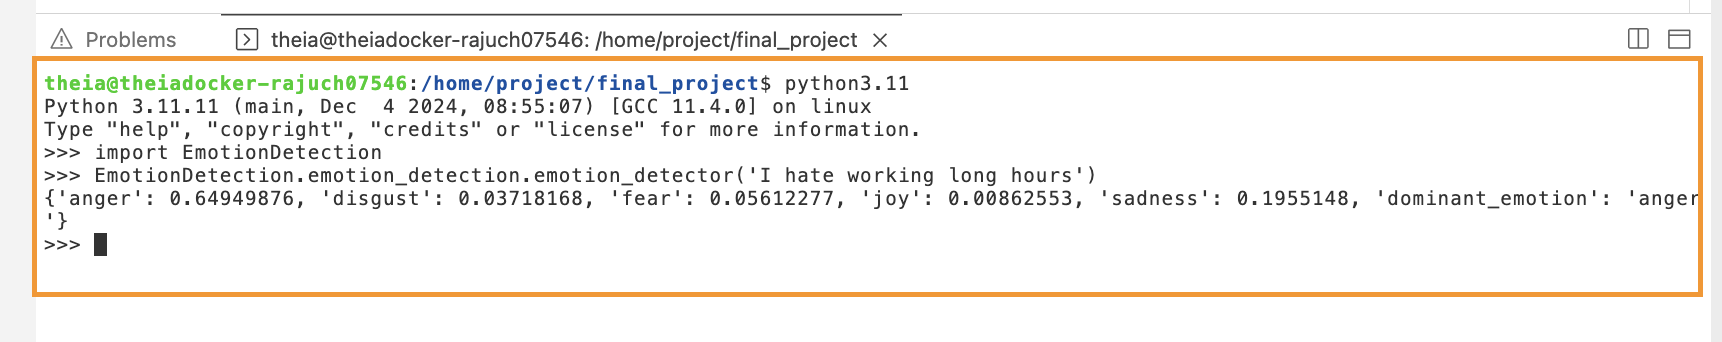 Problems theia@theiadocker-rajuch07546: /home/project/final_project
theia@theiadocker-rajuch07546:/home/project/final_project$ python3.11
Python 3.11.11 (main, Dec  4 2024, 08:55:07) [GCC 11.4.0] on linux
Type "help", "copyright", "credits" or "license" for more information.
>>> import EmotionDetection
>>> EmotionDetection.emotion_detection.emotion_detector('I hate working long hours')
{'anger': 0.64949876, 'disgust': 0.03718168, 'fear': 0.05612277, 'joy': 0.00862553, 'sadness': 0.1955148, 'dominant_emotion': 'anger
'}
>>>